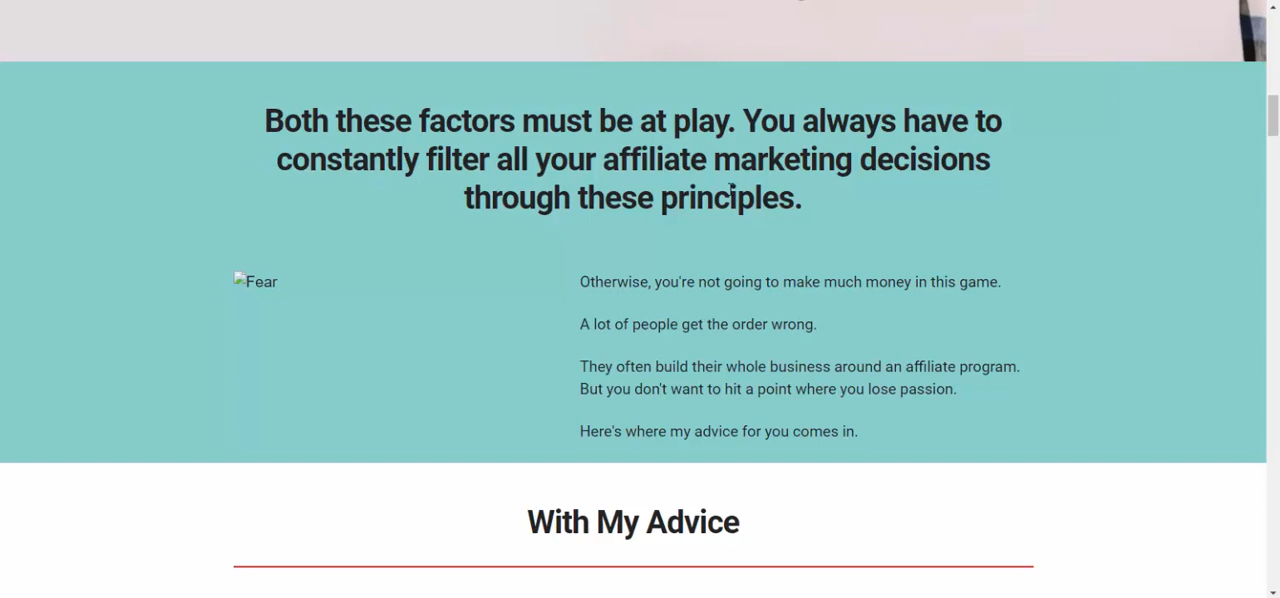 Both these factors must be at play. You always have to
constantly filter all your affiliate marketing decisions
through these principles.
Fear
Otherwise, you're not going to make much money in this game.
A lot of people get the order wrong.
They often build their whole business around an affiliate program.
But you don't want to hit a point where you lose passion.
Here's where my advice for you comes in.
With My Advice